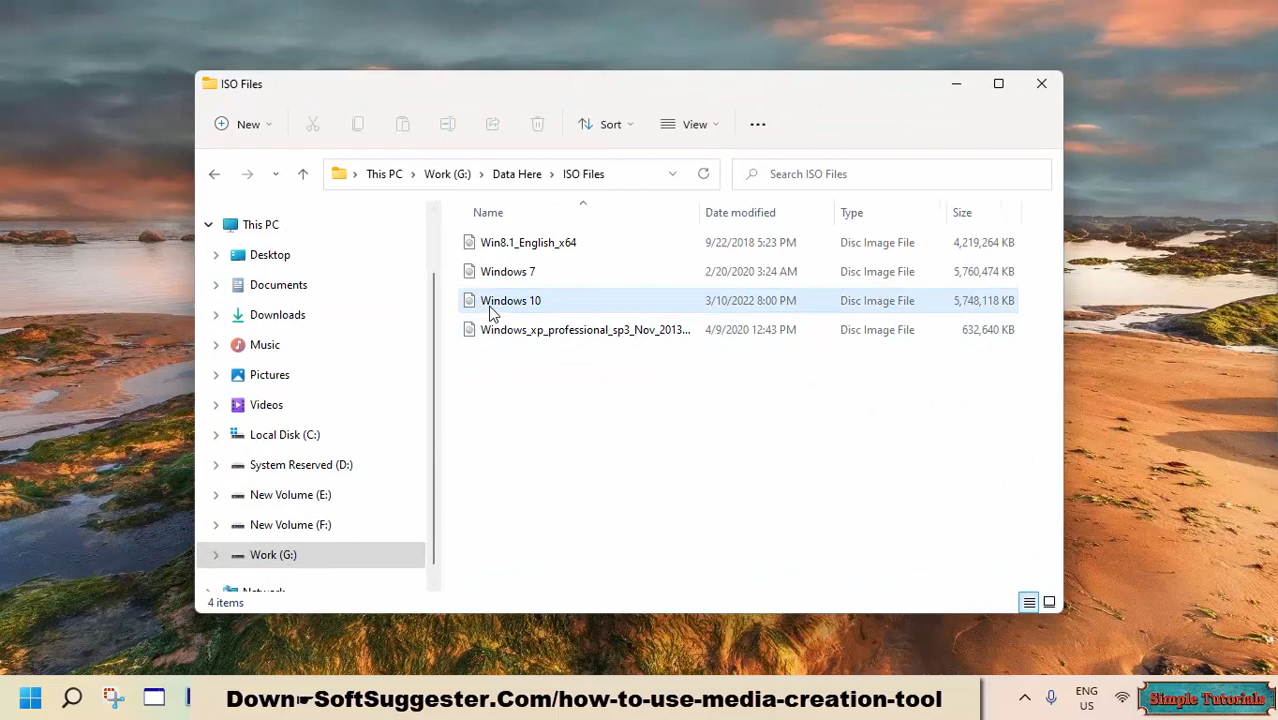 ISO Files
New
Sort
View
This PC
Work (G:)
Data Here
ISO Files
Search ISO Files
This PC
Desktop
Documents
Downloads
Music
Pictures
Videos
Local Disk (C:)
System Reserved (D:)
New Volume (E:)
New Volume (F:)
Work (G:)
Network
Name Date modified Type Size
Win8.1_English_x64 9/22/2018 5:23 PM Disc Image File 4,219,264 KB
Windows 7 2/20/2020 3:24 AM Disc Image File 5,760,474 KB
Windows 10 3/10/2022 8:00 PM Disc Image File 5,748,118 KB
Windows_xp_professional_sp3_Nov_2013... 4/9/2020 12:43 PM Disc Image File 632,640 KB
4 items
Down☛SoftSuggester.Com/how-to-use-media-creation-tool
ENG
US
Simple Tutorials